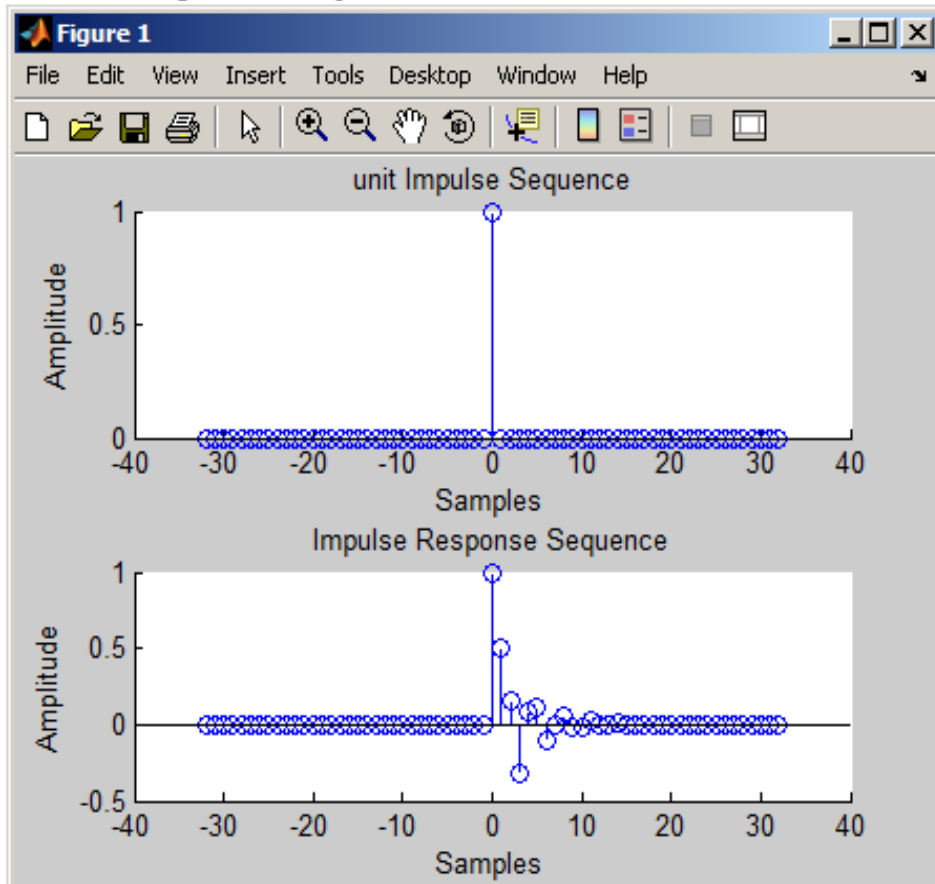 Figure 1
File Edit View Insert Tools Desktop Window Help
unit Impulse Sequence
1
0.5
0
Amplitude
-40 -30 -20 -10 0 10 20 30 40
Samples
Impulse Response Sequence
1
0.5
0
-0.5
Amplitude
-40 -30 -20 -10 0 10 20 30 40
Samples